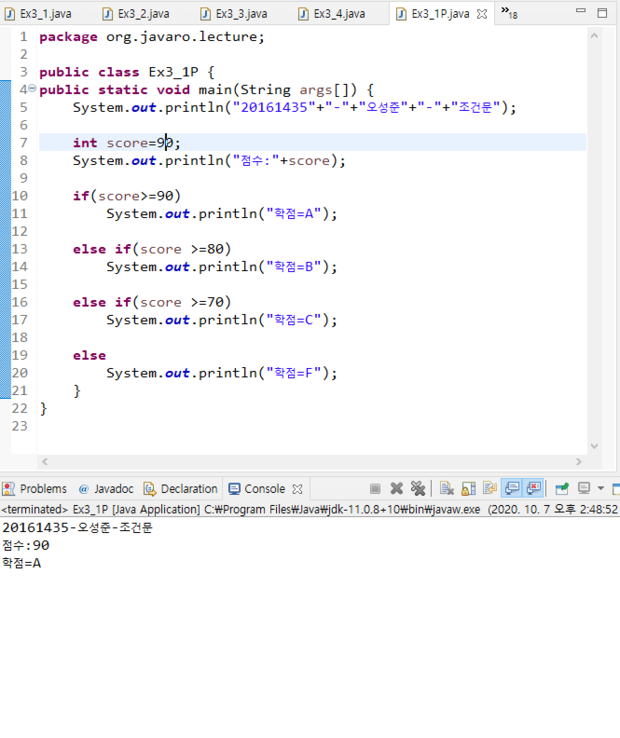 Ex3_1.java Ex3_2.java Ex3_3.java Ex3_4.java Ex3_1P.java »18
1 package org.javaro.lecture;
2
3 public class Ex3_1P {
4 public static void main(String args[]) {
5 System.out.println("20161435"+"-"+"오성준"+"-"+"조건문");
6
7 int score=90;
8 System.out.println("점수:"+score);
9
10 if(score>=90)
11 System.out.println("학점=A");
12
13 else if(score >=80)
14 System.out.println("학점=B");
15
16 else if(score >=70)
17 System.out.println("학점=C");
18
19 else
20 System.out.println("학점=F");
21 }
22 }
23
Problems @ Javadoc Declaration Console
<terminated> Ex3_1P [Java Application] C:₩Program Files₩Java₩jdk-11.0.8+10₩bin₩javaw.exe (2020. 10. 7 오후 2:48:52
20161435-오성준-조건문
점수:90
학점=A